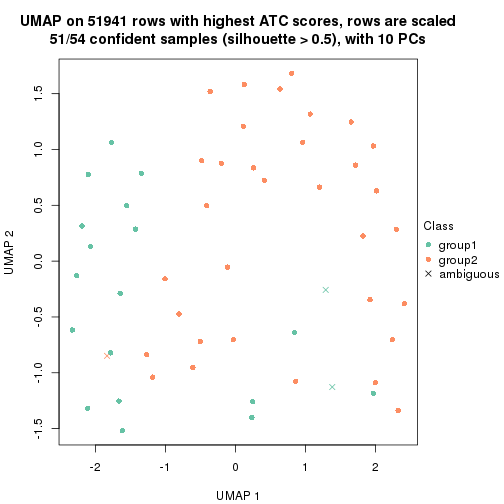 UMAP on 51941 rows with highest ATC scores, rows are scaled
51/54 confident samples (silhouette > 0.5), with 10 PCs
1.5
1.0
0.5
0.0
-0.5
-1.0
-1.5
UMAP 2
-2
-1
0
1
2
UMAP 1
Class
group1
group2
ambiguous